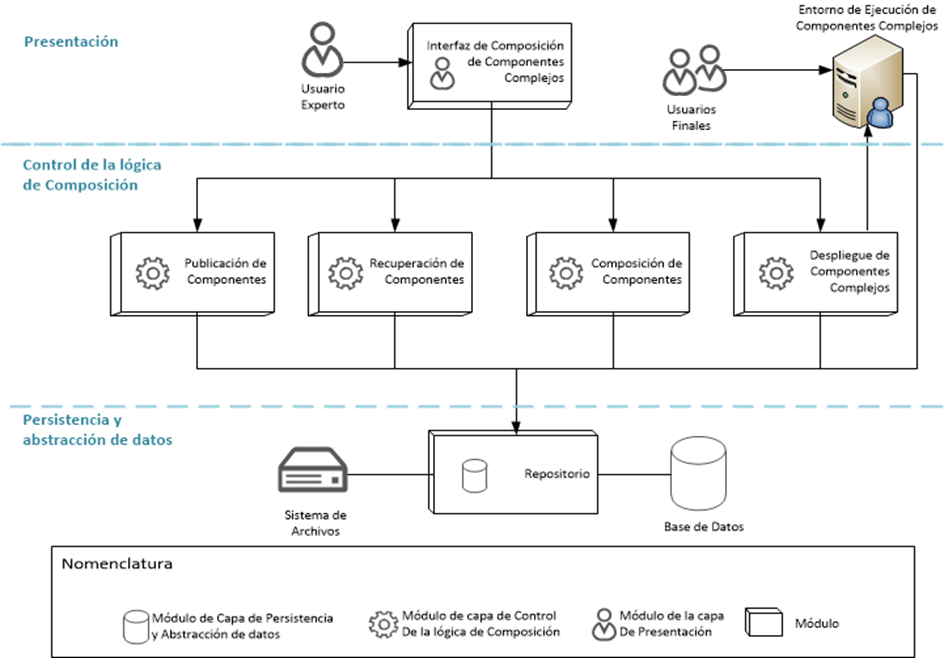 Presentación
Usuario
Experto
Interfaz de Composición
de Componentes
Complejos
Usuarios
Finales
Entorno de Ejecución de
Componentes Complejos
Control de la lógica
de Composición
Publicación de
Componentes
Recuperación de
Componentes
Composición de
Componentes
Despliegue de
Componentes
Complejos
Persistencia y
abstracción de datos
Sistema de
Archivos
Repositorio
Base de Datos
Nomenclatura
Módulo de Capa de Persistencia
y Abstracción de datos
Módulo de capa de Control
De la lógica de Composición
Módulo de la capa
De Presentación
Módulo